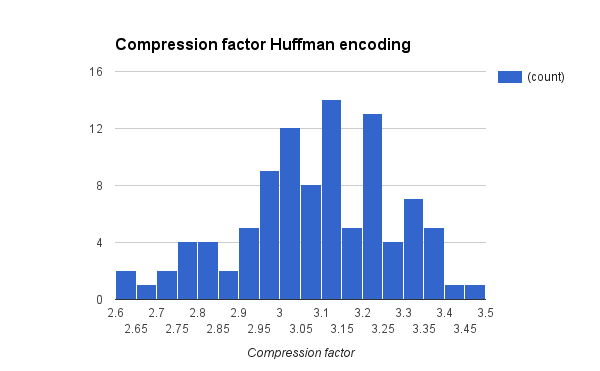 Compression factor Huffman encoding
16
(count)
12
8
4
0
2.6 2.7 2.8 2.9 3 3.1 3.2 3.3 3.4 3.5
2.65 2.75 2.85 2.95 3.05 3.15 3.25 3.35 3.45
Compression factor